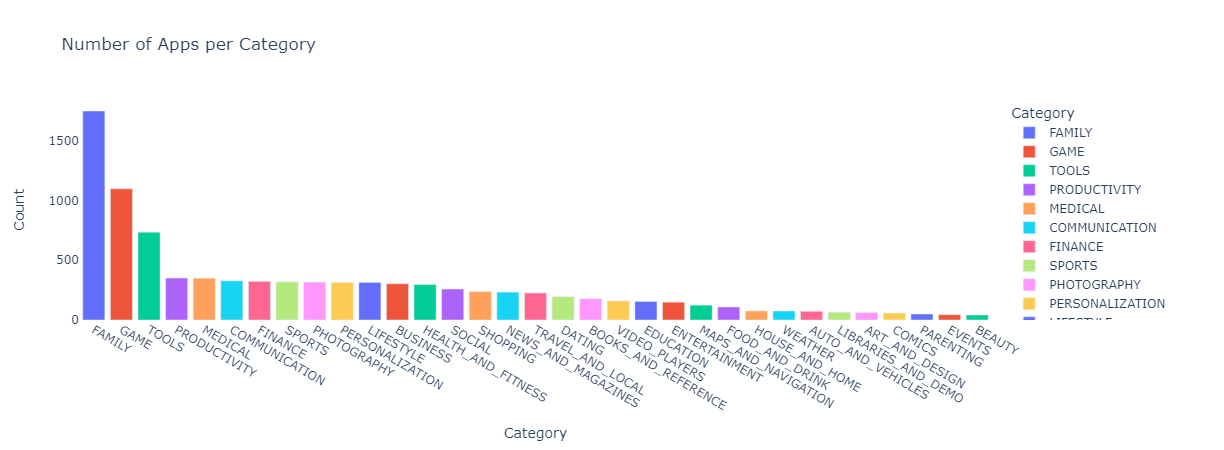 Number of Apps per Category
Category
FAMILY
GAME
TOOLS
PRODUCTIVITY
MEDICAL
COMMUNICATION
FINANCE
SPORTS
PHOTOGRAPHY
PERSONALIZATION
LIFESTYLE
Count
1500
1000
500
0
FAMILY
GAME
TOOLS
PRODUCTIVITY
MEDICAL
COMMUNICATION
FINANCE
SPORTS
PHOTOGRAPHY
PERSONALIZATION
LIFESTYLE
BUSINESS
HEALTH_AND_FITNESS
SOCIAL
SHOPPING
NEWS_AND_MAGAZINES
TRAVEL_AND_LOCAL
DATING
BOOKS_AND_REFERENCE
VIDEO_PLAYERS
EDUCATION
ENTERTAINMENT
MAPS_AND_NAVIGATION
FOOD_AND_DRINK
HOUSE_AND_HOME
WEATHER
AUTO_AND_VEHICLES
LIBRARIES_AND_DEMO
ART_AND_DESIGN
COMICS
PARENTING
EVENTS
BEAUTY
Category